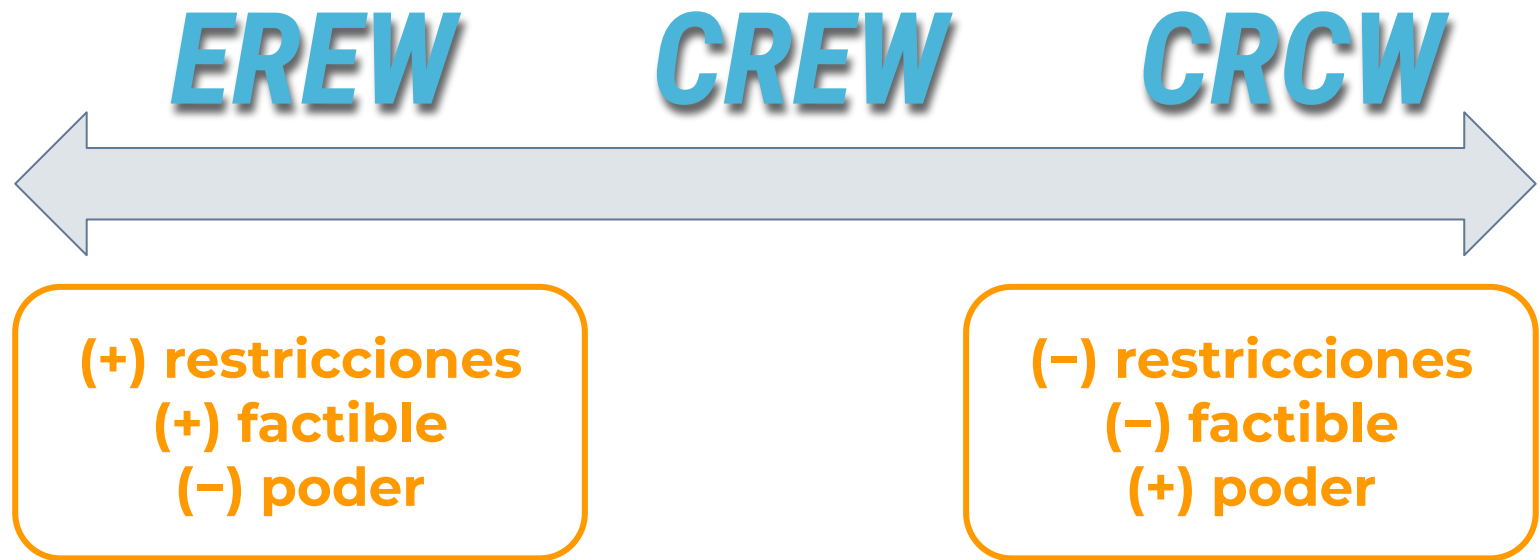 EREW CREW CRCW
(+) restricciones
(+) factible
(−) poder
(−) restricciones
(−) factible
(+) poder